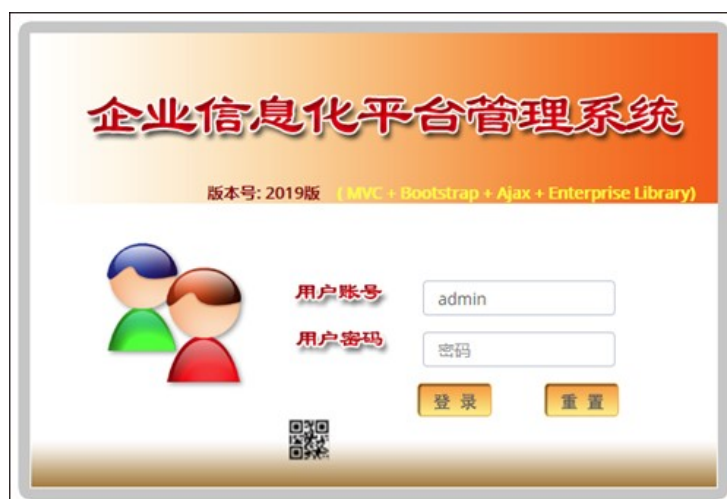 企业信息化平台管理系统
版本号: 2019版 ( MVC + Bootstrap + Ajax + Enterprise Library)
用户账号 admin
用户密码 密码
登 录 重 置